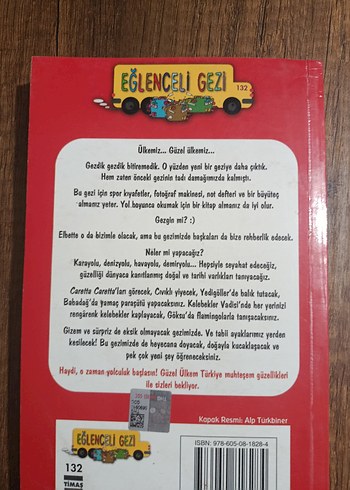 EĞLENCELİ GEZİ
132
Ülkemiz... Güzel ülkemiz...
Gezdik gezdik bitiremedik. O yüzden yeni bir geziye daha çıktık.
Hem zaten önceki gezinin tadı damağımızda kalmıştı.
Bu gezi için spor kıyafetler, fotoğraf makinesi, not defteri ve bir büyüteç
almanız yeter. Yol boyunca okumak için bir kitap almanız da iyi olur.
Gezgin mi? :)
Elbette o da bizimle olacak, ama bu gezimizde başkaları da bize rehberlik edecek.
Neler mi yapacağız?
Karayolu, denizyolu, havayolu, demiryolu... Hepsiyle seyahat edeceğiz,
güzelliği dünyaca kanıtlanmış doğal ve tarihi varlıkları tanıyacağız.
Caretta Caretta'ları görecek, Cıvıklı yiyecek, Yedigöller'de balık tutacak,
Babadağ'da yamaç paraşütü yapacaksınız. Kelebekler Vadisi'nde her yerinizi
rengârenk kelebekler kaplayacak, Göksu'da flamingolarla tanışacaksınız.
Gizem ve sürpriz de eksik olmayacak gezimizde. Ve tabii ayaklarımız yerden
kesilecek! Bu gezimizde de heyecana doyacak, doğayla kucaklaşacak ve
pek çok yeni şey öğreneceksiniz.
Haydi, o zaman yolculuk başlasın! Güzel Ülkem Türkiye muhteşem güzellikleri
ile sizleri bekliyor.
Kapak Resmi: Alp Türkbiner
EĞLENCELİ GEZİ
ISBN: 978-605-08-1828-4
132
TİMAŞ